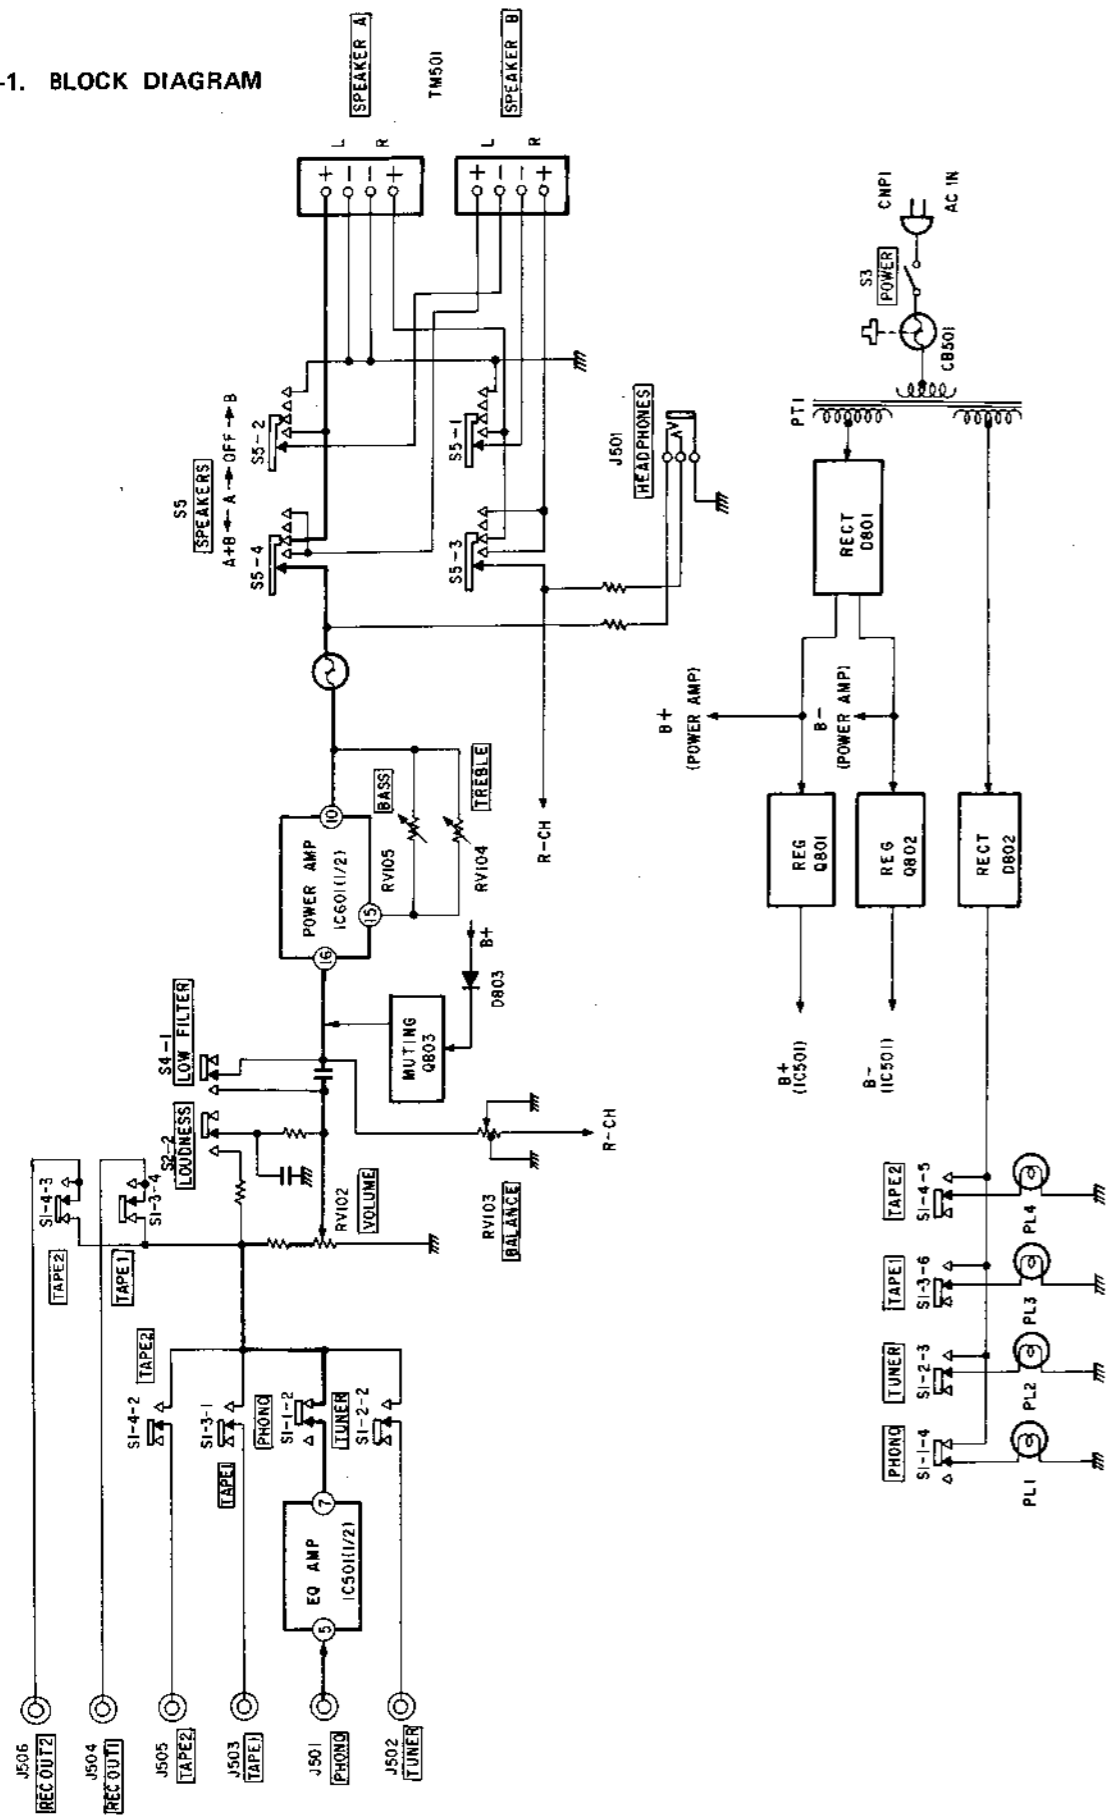 -1. BLOCK DIAGRAM
J506
REC OUT2
J504
REC OUT1
J505
TAPE2
J503
TAPE1
J501
PHONO
J502
TUNER
5
EQ AMP
IC501(1/2)
7
S1-4-2
TAPE2
S1-3-1
TAPE1
PHONO
S1-1-2
TUNER
S1-2-2
S1-4-3
TAPE2
S1-3-4
TAPE1
S2-2
LOUDNESS
S4-1
LOW FILTER
RV102
VOLUME
RV103
BALANCE
R-CH
MUTING
Q803
D803
B+
16
POWER AMP
IC601(1/2)
10
15
RV105
BASS
RV104
TREBLE
R-CH
S5
SPEAKERS
A+B ← A → OFF → B
S5-4
S5-2
S5-3
S5-1
J501
HEADPHONES
+
−
−
+
L
R
SPEAKER A
TM501
+
−
−
+
L
R
SPEAKER B
CNP1
AC IN
S3
POWER
CB501
PT1
RECT
D801
B+
(POWER AMP)
B−
(POWER AMP)
REG
Q801
REG
Q802
RECT
D802
B+
(IC501)
B−
(IC501)
TAPE2
S1-4-5
PL4
TAPE1
S1-3-6
PL3
TUNER
S1-2-3
PL2
PHONO
S1-1-4
PL1